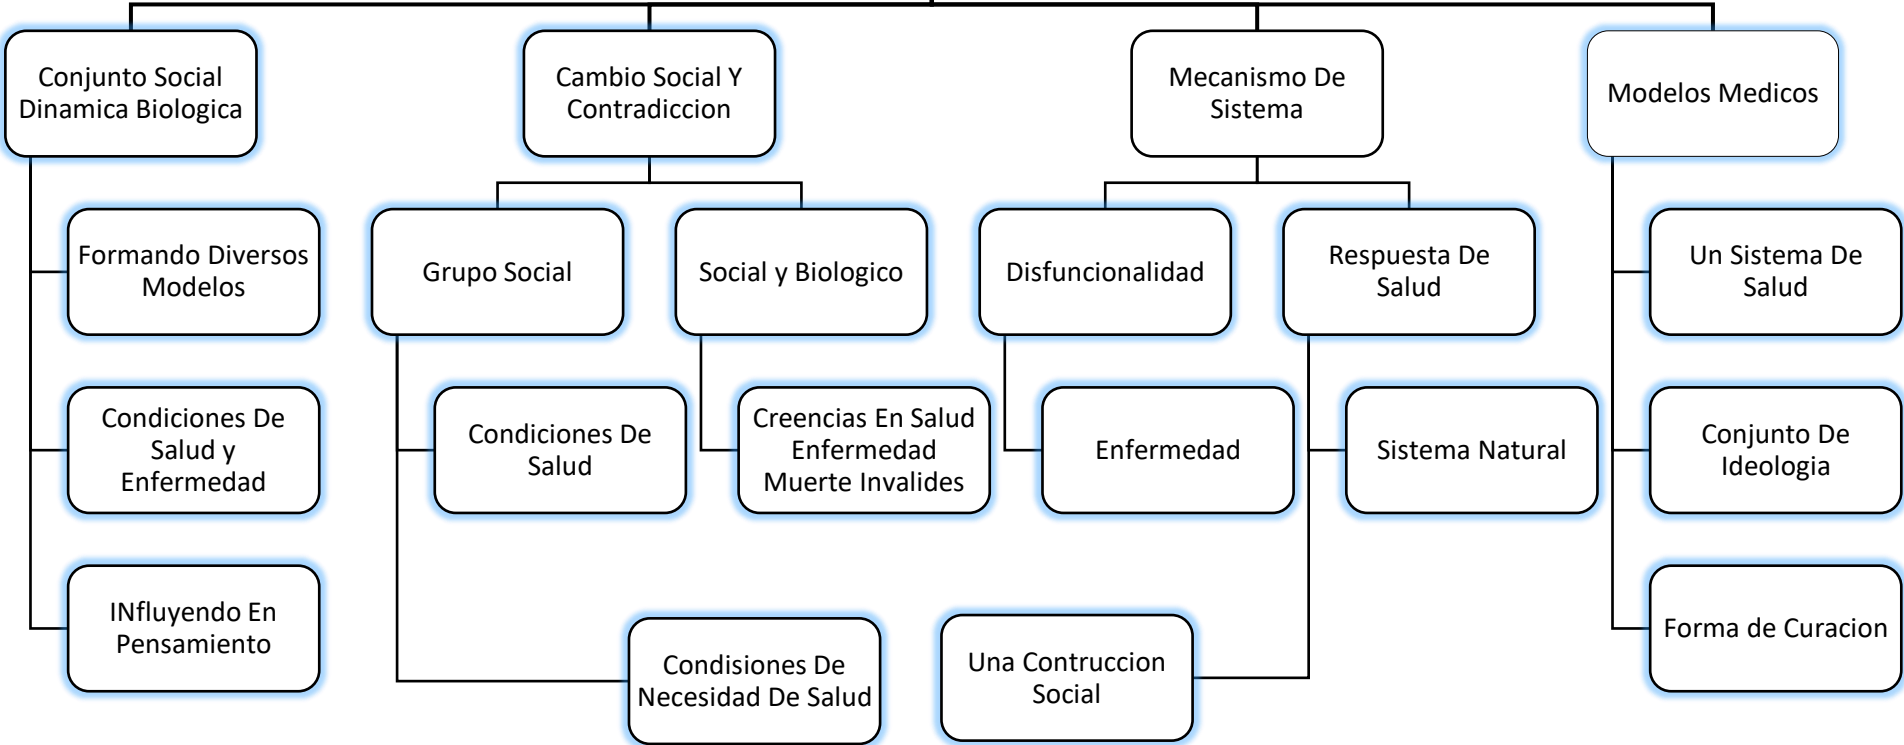 Conjunto Social
Dinamica Biologica
Cambio Social Y
Contradiccion
Mecanismo De
Sistema
Modelos Medicos
Formando Diversos
Modelos
Grupo Social
Social y Biologico
Disfuncionalidad
Respuesta De
Salud
Un Sistema De
Salud
Condiciones De
Salud y
Enfermedad
Condiciones De
Salud
Creencias En Salud
Enfermedad
Muerte Invalides
Enfermedad
Sistema Natural
Conjunto De
Ideologia
INfluyendo En
Pensamiento
Condisiones De
Necesidad De Salud
Una Contruccion
Social
Forma de Curacion